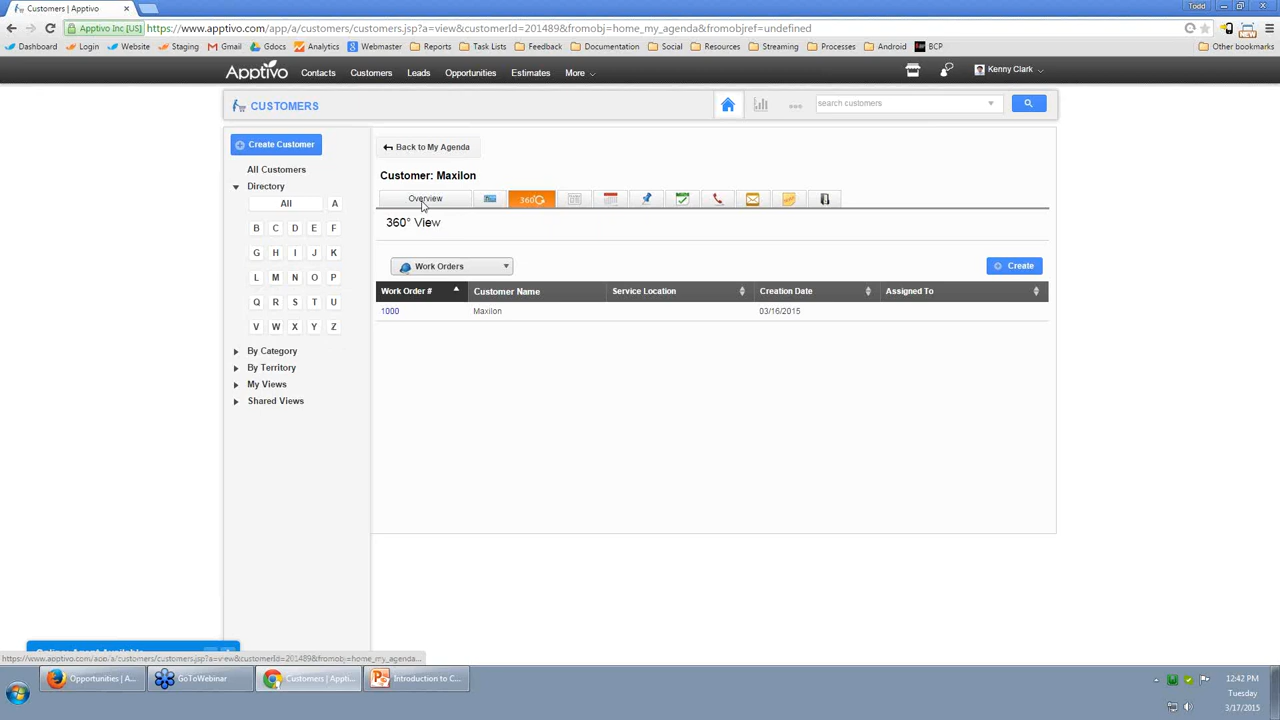 Customers | Apptivo
Todd
Apptivo Inc [US]
https://www.apptivo.com/app/a/customers/customers.jsp?a=view&customerId=201489&fromobj=home_my_agenda&fromobjref=undefined
Dashboard
Login
Website
Staging
Gmail
Gdocs
Analytics
Webmaster
Reports
Task Lists
Feedback
Documentation
Social
Resources
Streaming
Processes
Android
BCP
Other bookmarks
Apptivo
Contacts
Customers
Leads
Opportunities
Estimates
More
Kenny Clark
CUSTOMERS
search customers
Create Customer
All Customers
Directory
All A
B C D E F
G H I J K
L M N O P
Q R S T U
V W X Y Z
By Category
By Territory
My Views
Shared Views
Back to My Agenda
Customer: Maxilon
Overview
360°
360° View
Work Orders
Create
Work Order # Customer Name Service Location Creation Date Assigned To
1000 Maxilon 03/16/2015
https://www.apptivo.com/app/a/customers/customers.jsp?a=view&customerId=201489&fromobj=home_my_agenda...
Opportunities | A...
GoToWebinar
Customers | Appti...
Introduction to C...
12:42 PM
Tuesday
3/17/2015